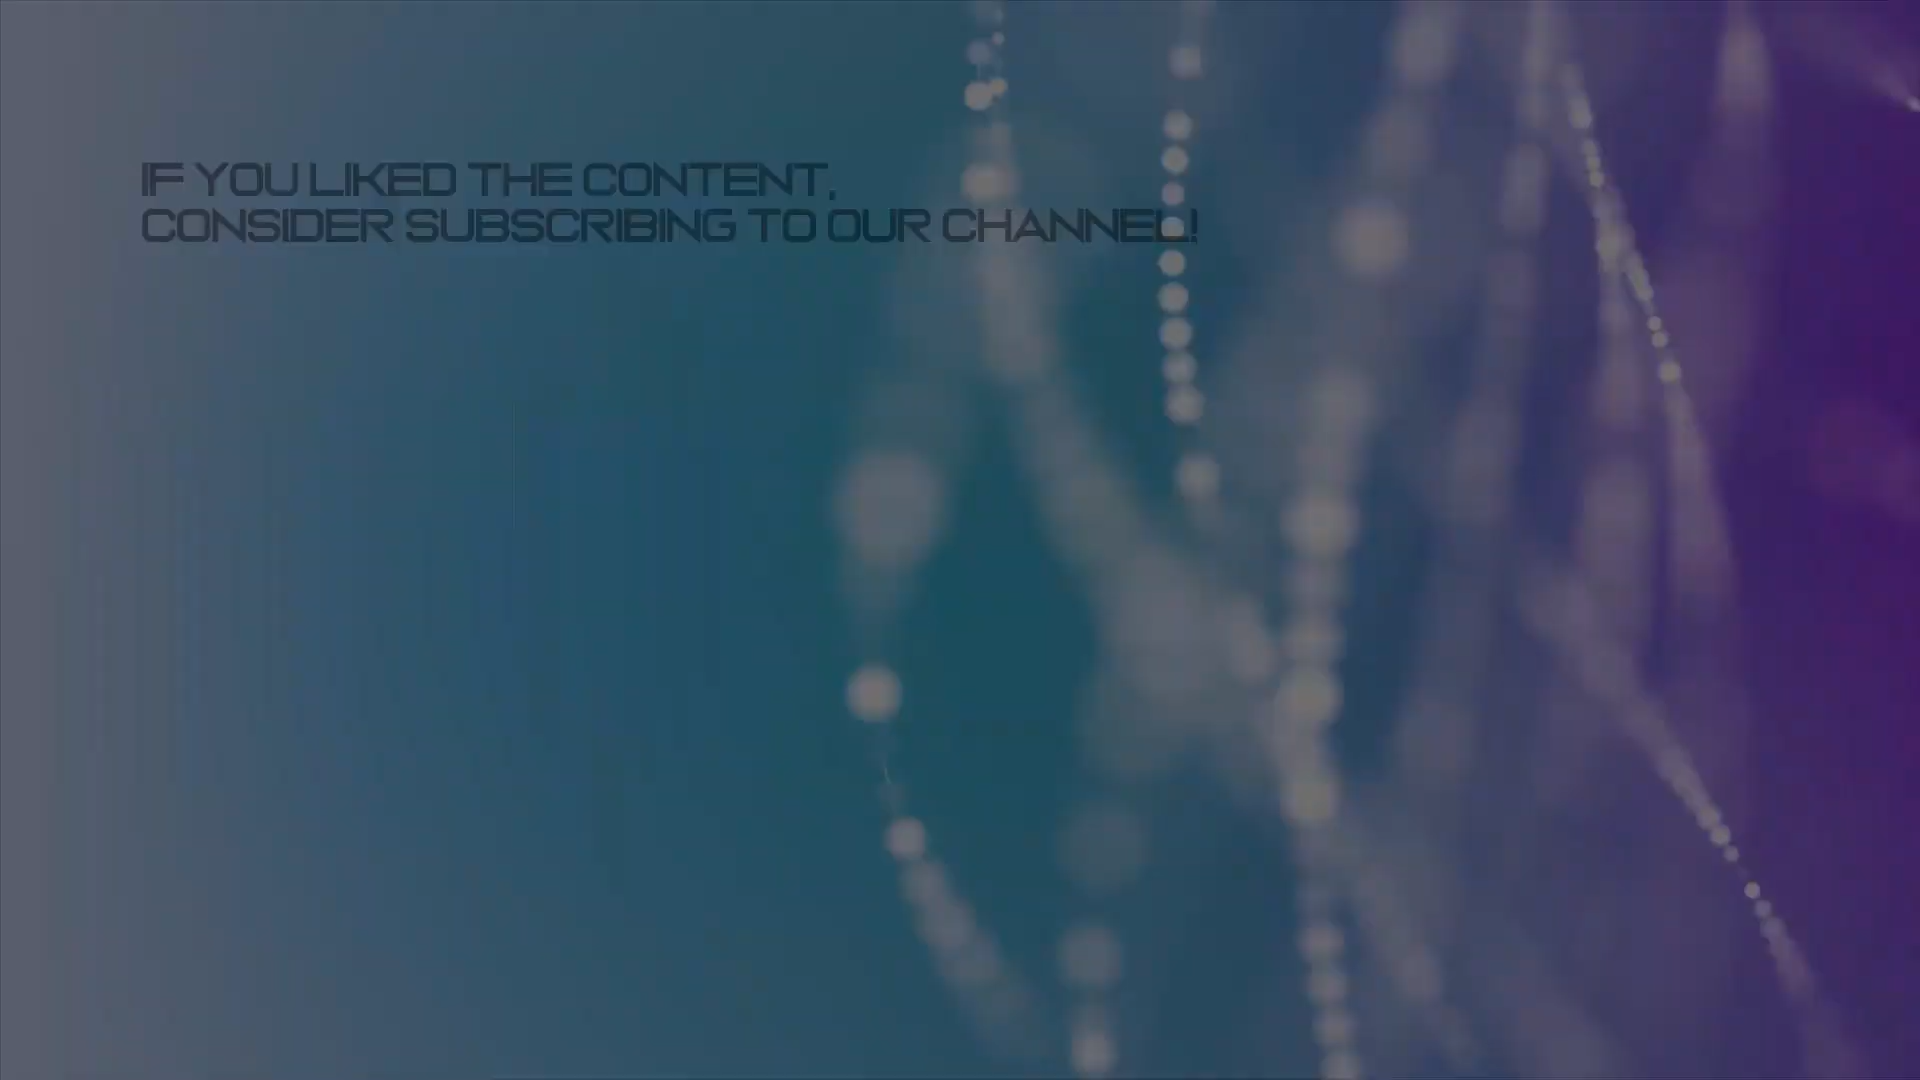 IF YOU LIKED THE CONTENT,
CONSIDER SUBSCRIBING TO OUR CHANNEL!